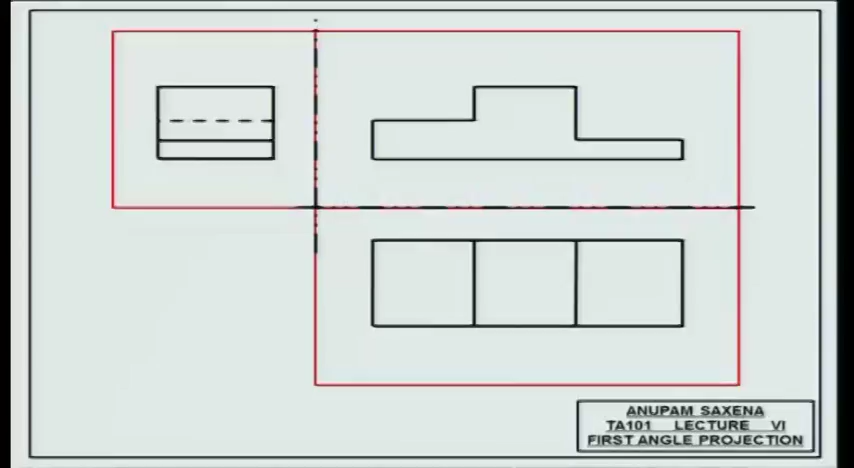 ANUPAM SAXENA
TA101 LECTURE VI
FIRST ANGLE PROJECTION